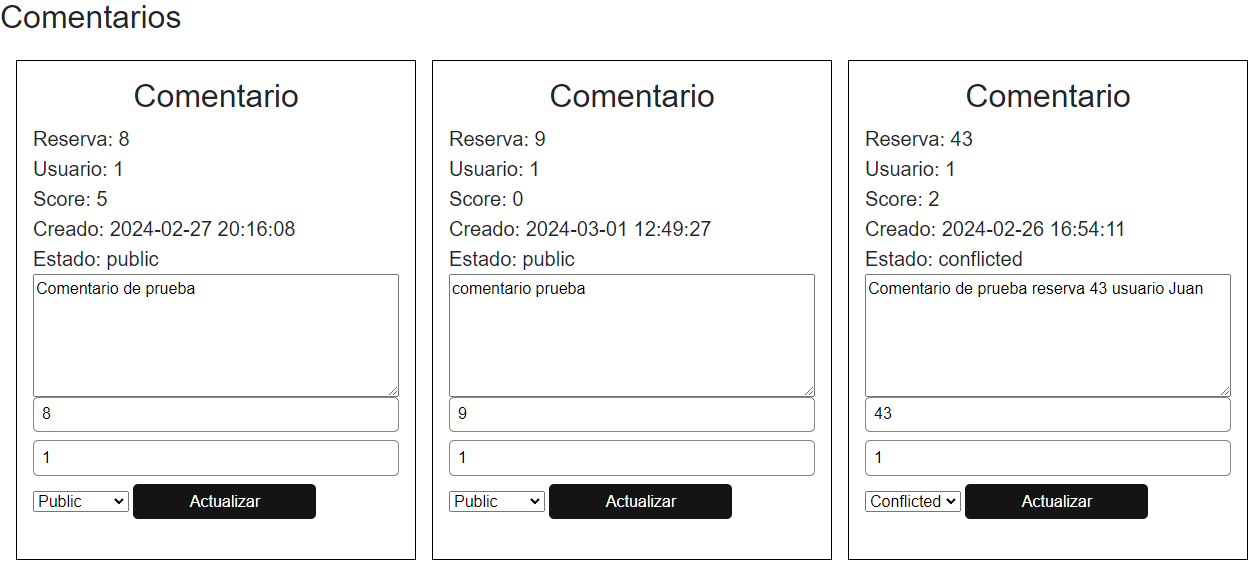 Comentarios
Comentario
Reserva: 8
Usuario: 1
Score: 5
Creado: 2024-02-27 20:16:08
Estado: public
Comentario de prueba
8
1
Public
Actualizar
Comentario
Reserva: 9
Usuario: 1
Score: 0
Creado: 2024-03-01 12:49:27
Estado: public
comentario prueba
9
1
Public
Actualizar
Comentario
Reserva: 43
Usuario: 1
Score: 2
Creado: 2024-02-26 16:54:11
Estado: conflicted
Comentario de prueba reserva 43 usuario Juan
43
1
Conflicted
Actualizar